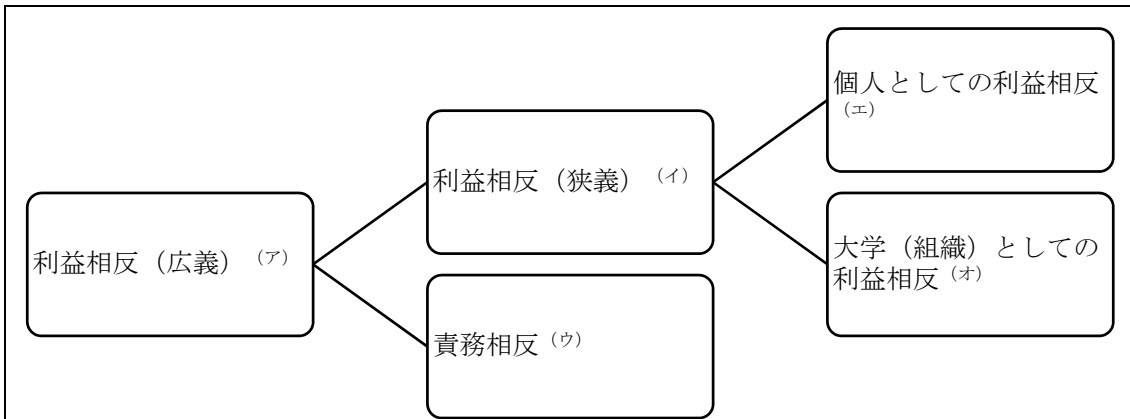 利益相反（広義）（ア）
利益相反（狭義）（イ）
責務相反（ウ）
個人としての利益相反
（エ）
大学（組織）としての
利益相反（オ）